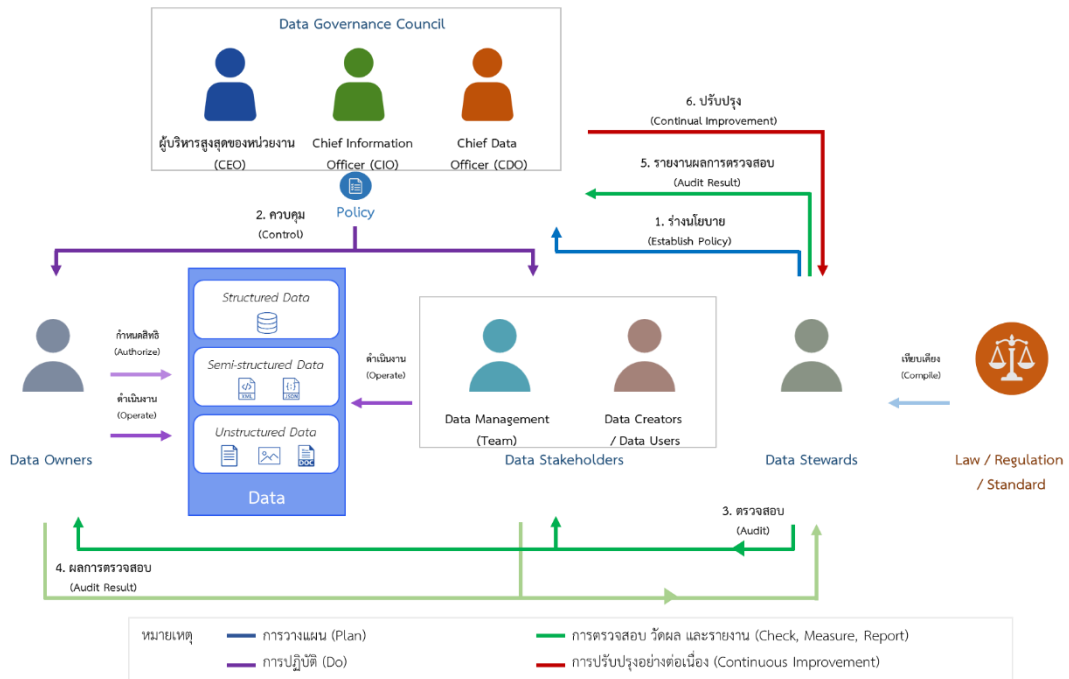 Data Governance Council
ผู้บริหารสูงสุดของหน่วยงาน
(CEO)
Chief Information
Officer (CIO)
Chief Data
Officer (CDO)
6. ปรับปรุง
(Continual Improvement)
5. รายงานผลการตรวจสอบ
(Audit Result)
1. ร่างนโยบาย
(Establish Policy)
Policy
2. ควบคุม
(Control)
Structured Data
Semi-structured Data
XML
JSON
Unstructured Data
DOC
Data
กำหนดสิทธิ
(Authorize)
ดำเนินงาน
(Operate)
Data Owners
ดำเนินงาน
(Operate)
Data Management
(Team)
Data Creators
/ Data Users
Data Stakeholders
Data Stewards
เทียบเคียง
(Compile)
Law / Regulation
/ Standard
3. ตรวจสอบ
(Audit)
4. ผลการตรวจสอบ
(Audit Result)
หมายเหตุ
การวางแผน (Plan)
การตรวจสอบ วัดผล และรายงาน (Check, Measure, Report)
การปฏิบัติ (Do)
การปรับปรุงอย่างต่อเนื่อง (Continuous Improvement)